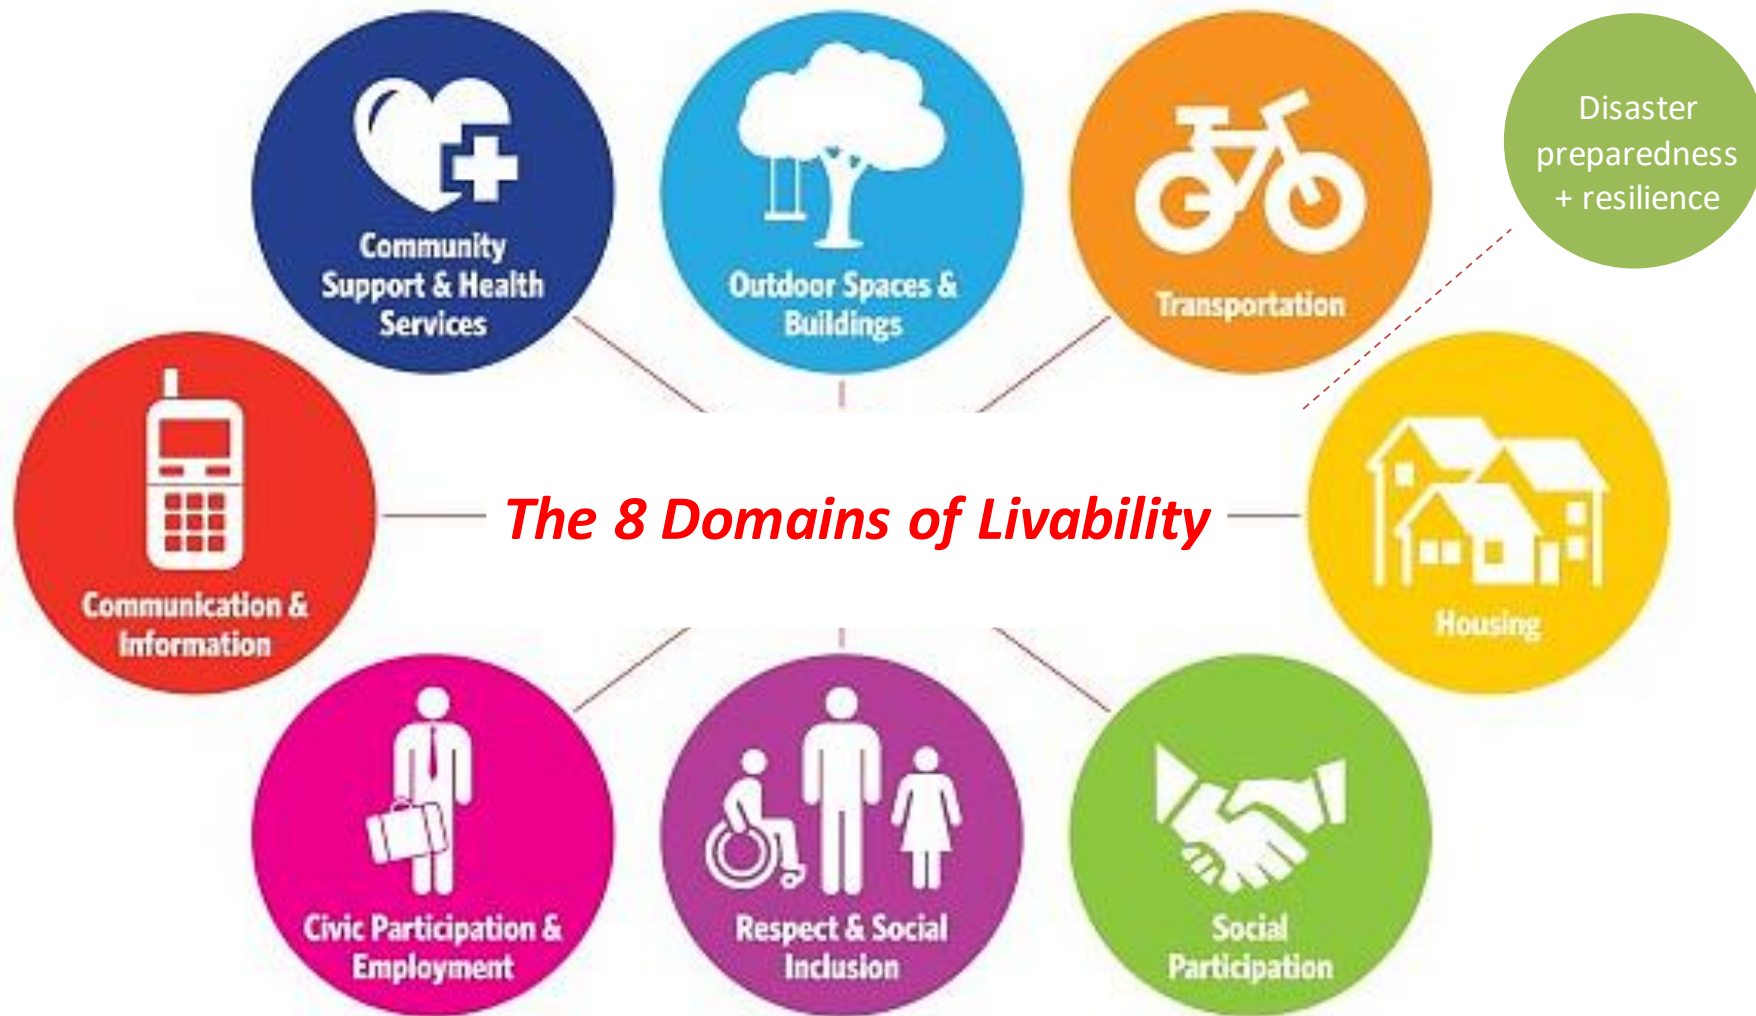 Community
Support & Health
Services
Outdoor Spaces &
Buildings
Transportation
Disaster
preparedness
+ resilience
Communication &
Information
The 8 Domains of Livability
Housing
Civic Participation &
Employment
Respect & Social
Inclusion
Social
Participation